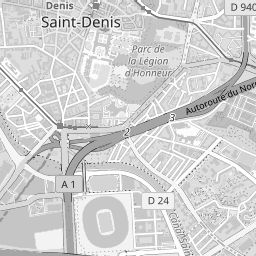 Denis
Saint-Denis
D 940
Parc de
la Légion
d'Honneur
Autoroute du Nord
3
2
A 1
D 24